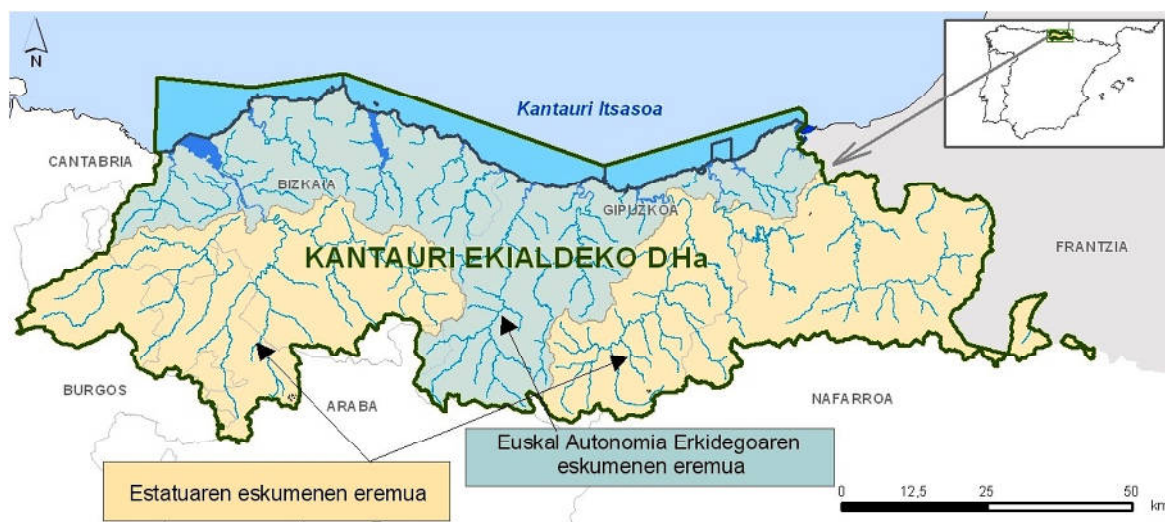 N
Kantauri Itsasoa
CANTABRIA
BIZKAIA
GIPUZKOA
KANTAURI EKIALDEKO DHa
FRANTZIA
BURGOS
ARABA
NAFARROA
Euskal Autonomia Erkidegoaren
eskumenen eremua
Estatuaren eskumenen eremua
0 12,5 25 50
km